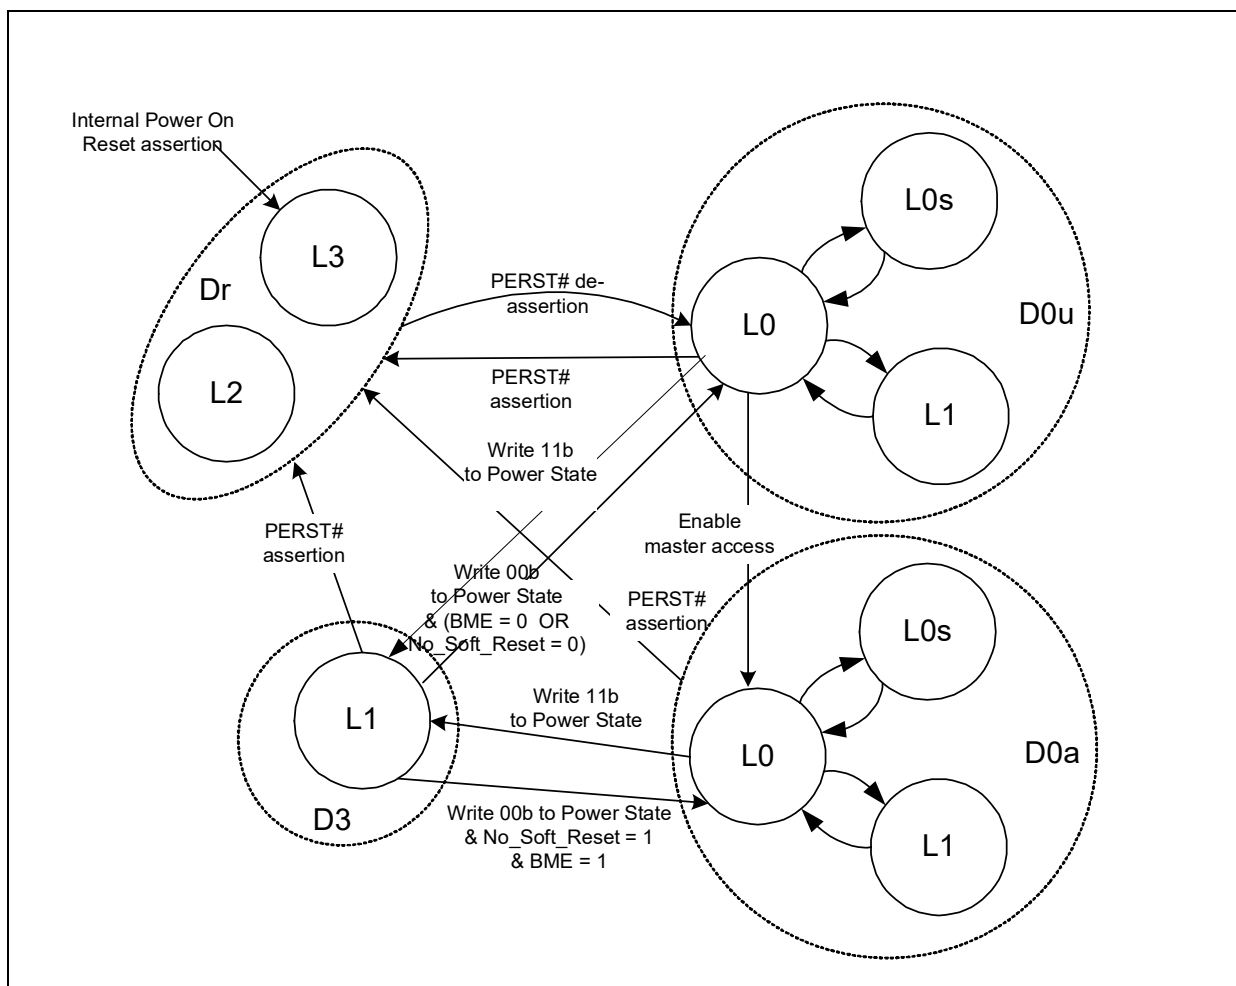 Internal Power On
Reset assertion
L3
Dr
L2
L0s
L0
D0u
L1
PERST# de-
assertion
PERST#
assertion
Write 11b
to Power State
PERST#
assertion
Enable
master access
Write 00b
to Power State
& (BME = 0 OR
No_Soft_Reset = 0)
PERST#
assertion
L0s
L0
D0a
L1
L1
D3
Write 11b
to Power State
Write 00b to Power State
& No_Soft_Reset = 1
& BME = 1